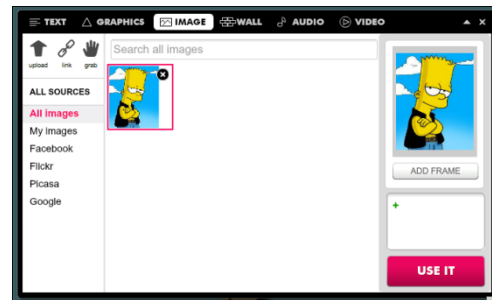 TEXT GRAPHICS IMAGE WALL AUDIO VIDEO
upload link grab
Search all images
ALL SOURCES
All images
My Images
Facebook
Flickr
Picasa
Google
ADD FRAME
+
USE IT